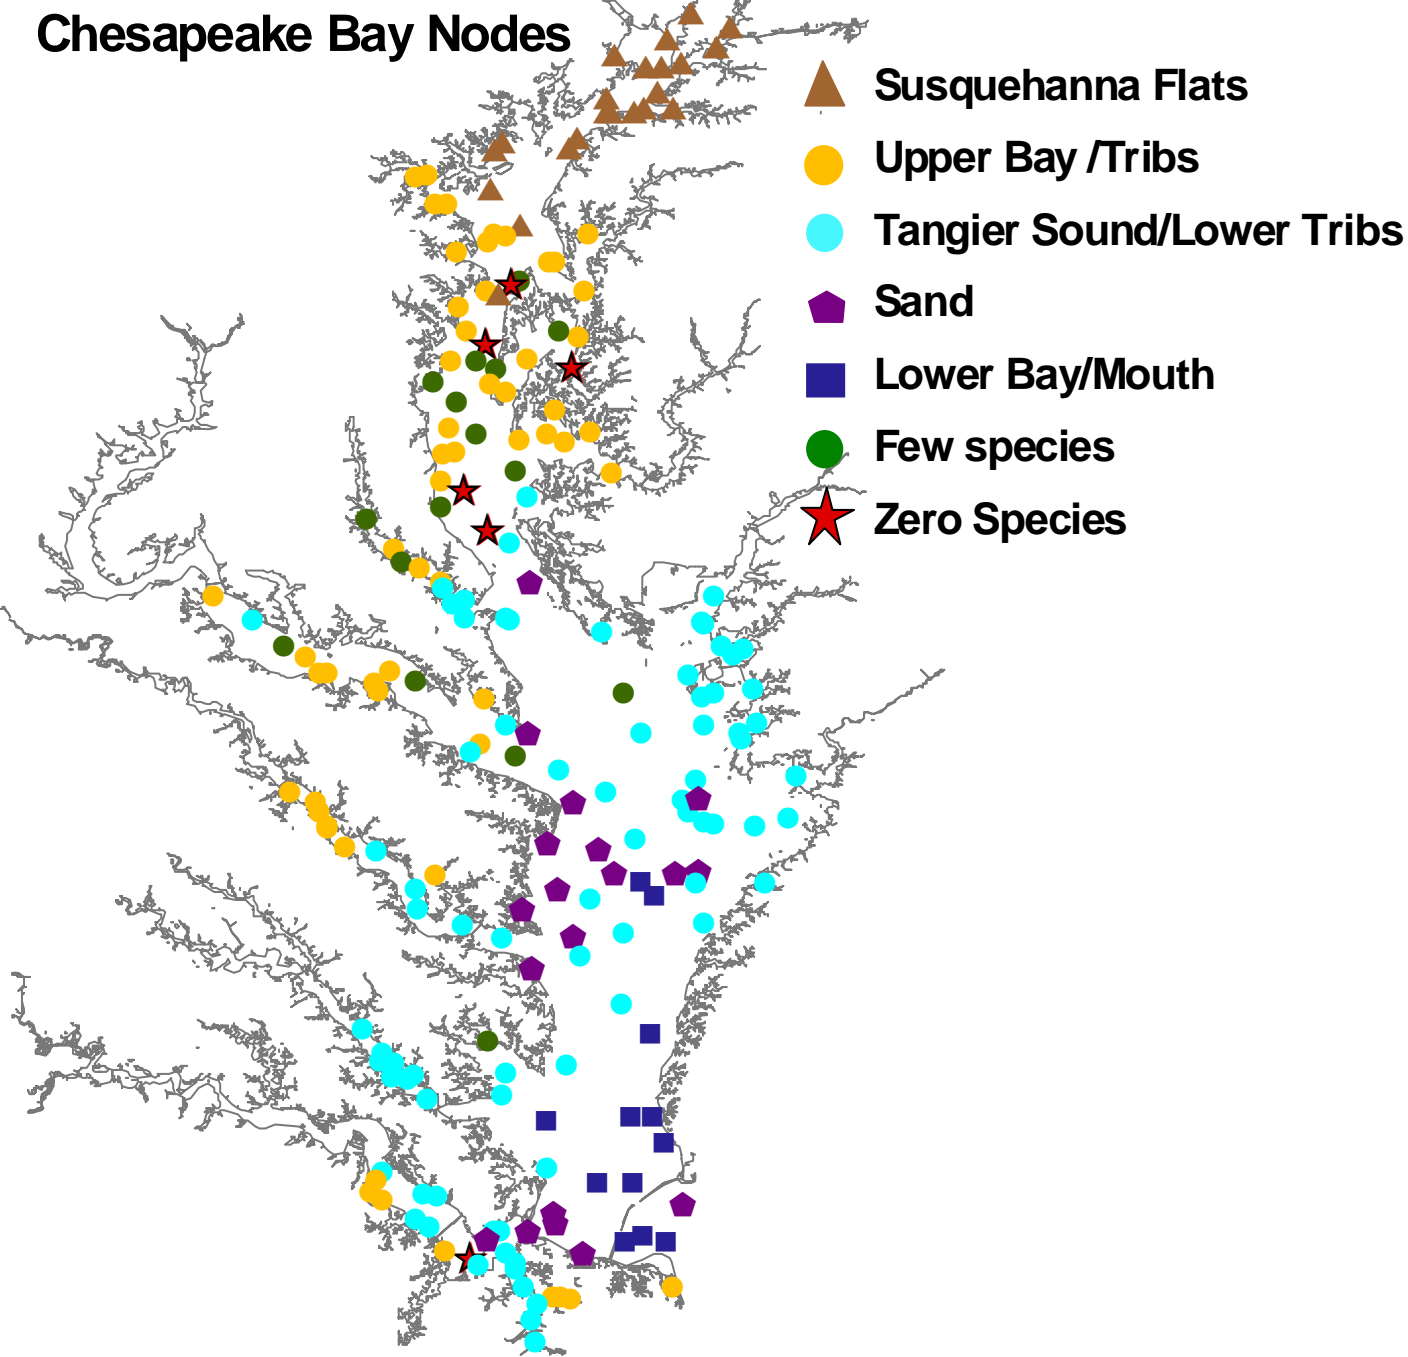 Chesapeake Bay Nodes
Susquehanna Flats
Upper Bay /Tribs
Tangier Sound/Lower Tribs
Sand
Lower Bay/Mouth
Few species
Zero Species